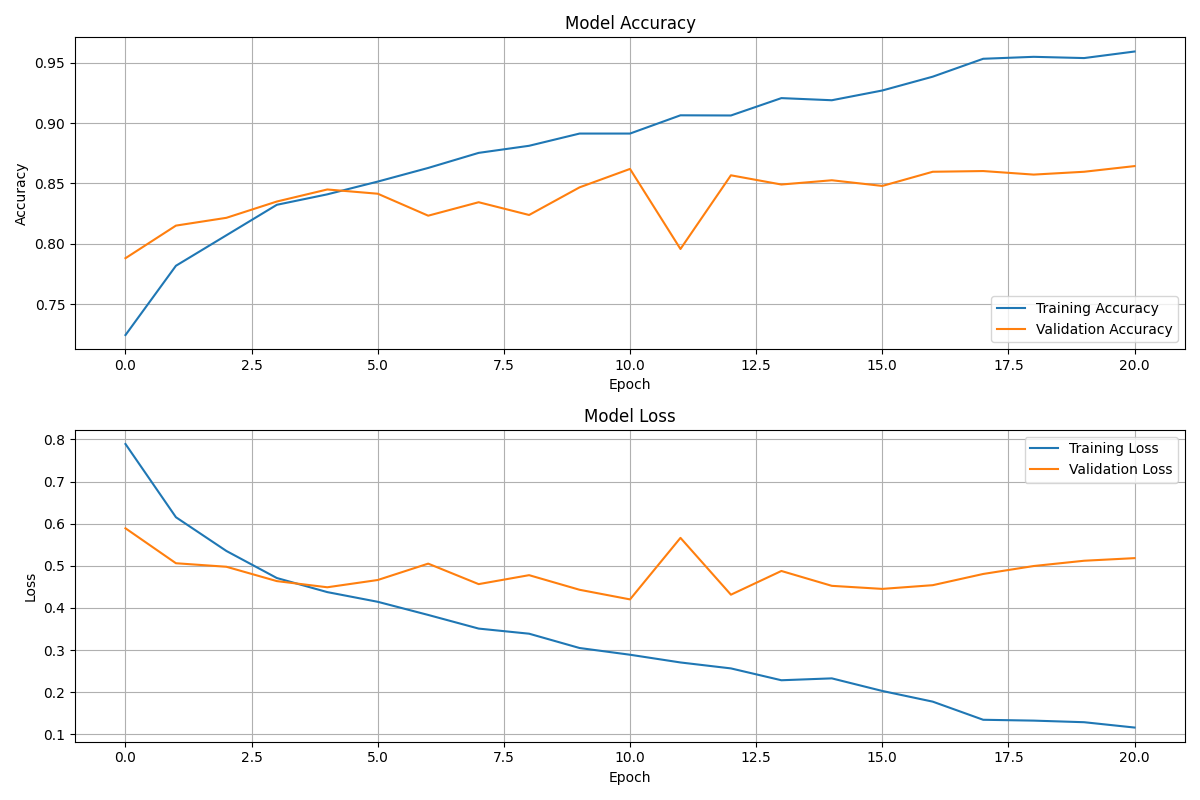 Model Accuracy
Accuracy
0.95
0.90
0.85
0.80
0.75
Training Accuracy
Validation Accuracy
0.0 2.5 5.0 7.5 10.0 12.5 15.0 17.5 20.0
Epoch
Model Loss
Loss
0.8
0.7
0.6
0.5
0.4
0.3
0.2
0.1
Training Loss
Validation Loss
0.0 2.5 5.0 7.5 10.0 12.5 15.0 17.5 20.0
Epoch